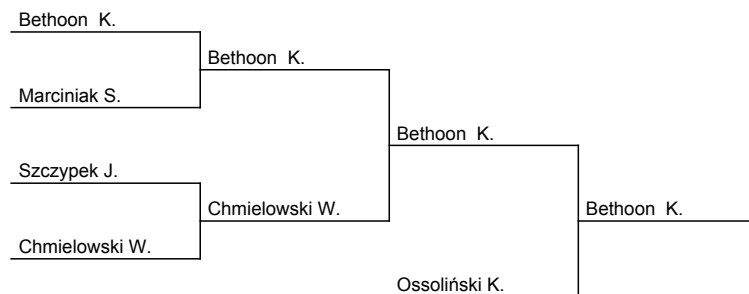 Bethoon  K.
Bethoon  K.
Marciniak S.
Bethoon  K.
Szczypek J.
Chmielowski W.
Bethoon  K.
Chmielowski W.
Ossoliński K.